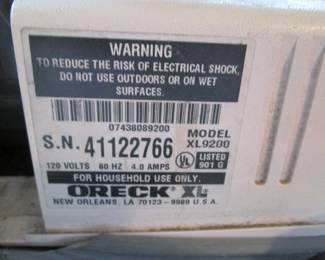 WARNING
TO REDUCE THE RISK OF ELECTRICAL SHOCK,
DO NOT USE OUTDOORS OR ON WET
SURFACES.
07438089200
S.N. 41122766
MODEL
XL9200
120 VOLTS 60 HZ 4.0 AMPS
UL LISTED
901 G
FOR HOUSEHOLD USE ONLY.
ORECK XL
NEW ORLEANS, LA 70123-9989 U.S.A.